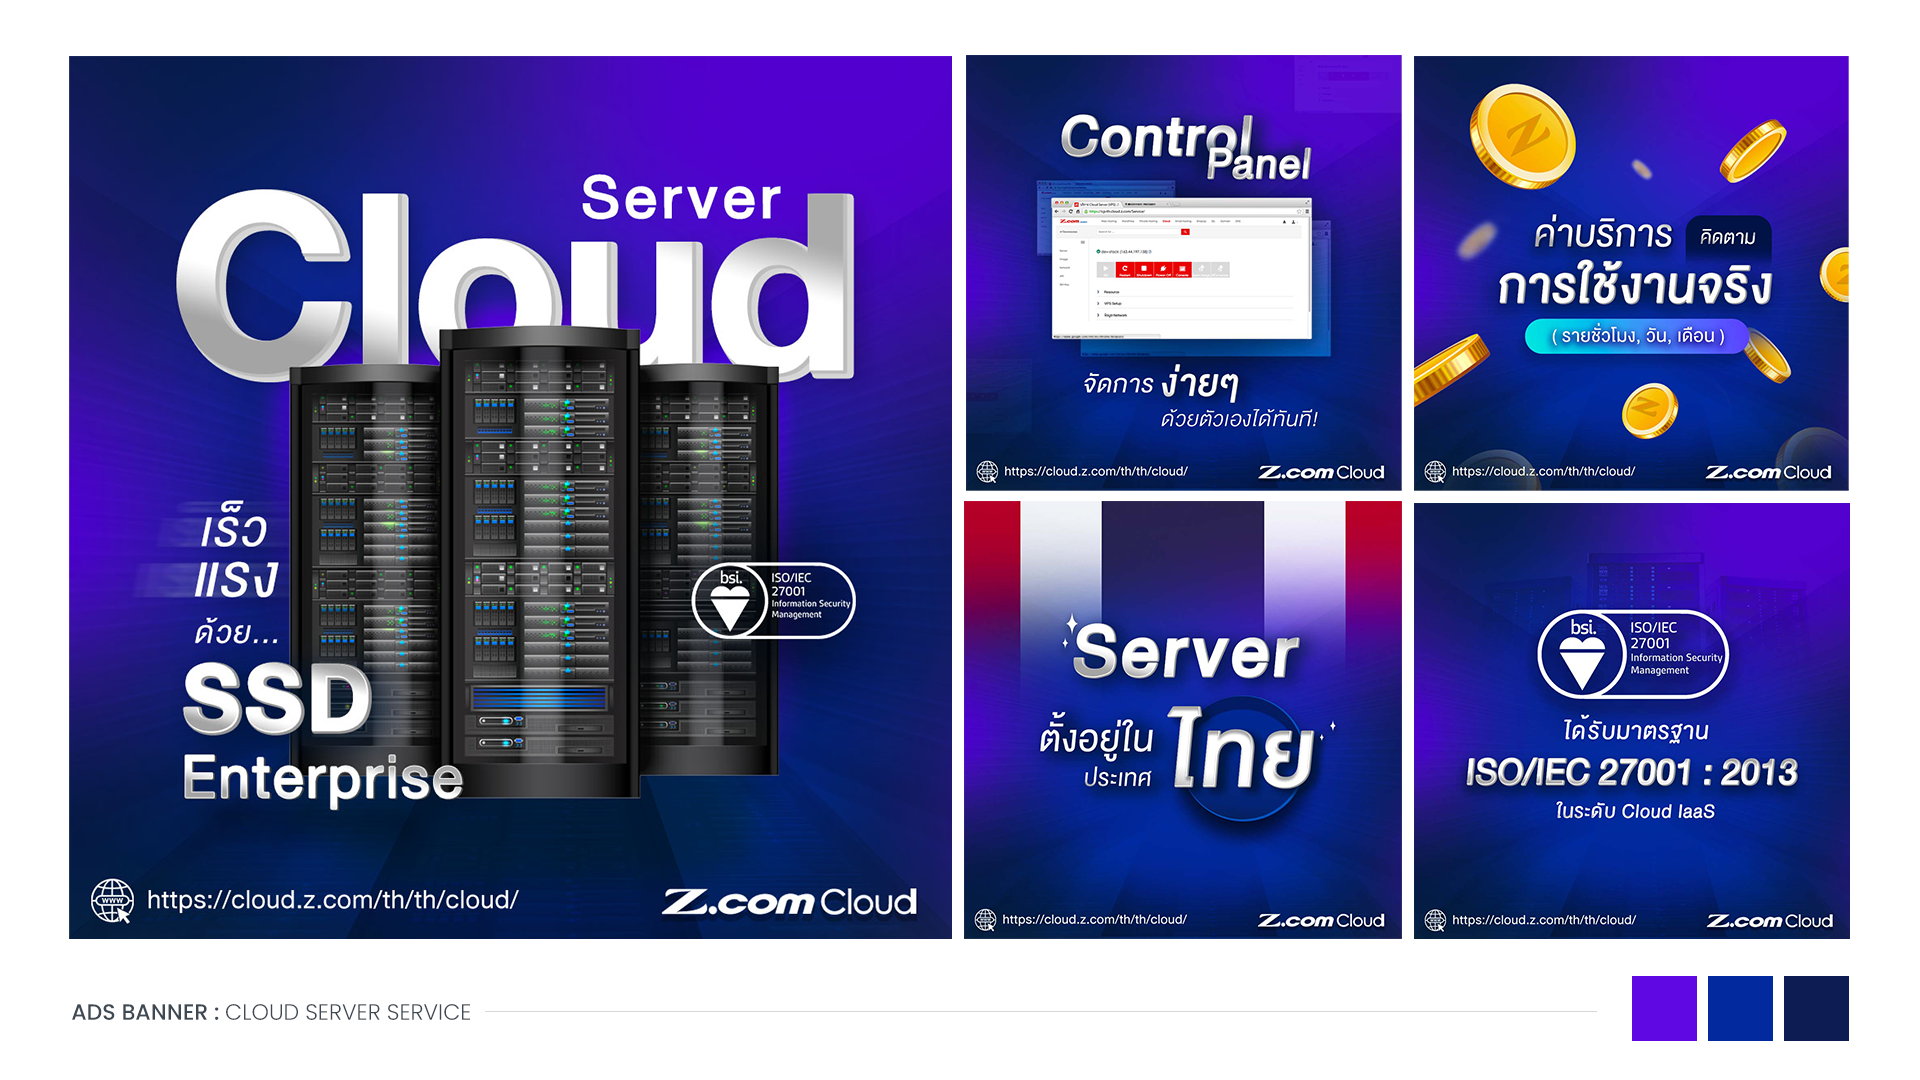 Server
Cloud
เร็ว
แรง
ด้วย...
SSD
Enterprise
bsi.
ISO/IEC
27001
Information Security
Management
www
https://cloud.z.com/th/th/cloud/
Z.com Cloud
Control
Panel
จัดการ ง่ายๆ
ด้วยตัวเองได้ทันที!
https://cloud.z.com/th/th/cloud/
Z.com Cloud
ค่าบริการ คิดตาม
การใช้งานจริง
( รายชั่วโมง, วัน, เดือน )
https://cloud.z.com/th/th/cloud/
Z.com Cloud
Server
ตั้งอยู่ใน
ประเทศ
ไทย
https://cloud.z.com/th/th/cloud/
Z.com Cloud
bsi.
ISO/IEC
27001
Information Security
Management
ได้รับมาตรฐาน
ISO/IEC 27001 : 2013
ในระดับ Cloud IaaS
https://cloud.z.com/th/th/cloud/
Z.com Cloud
ADS BANNER : CLOUD SERVER SERVICE